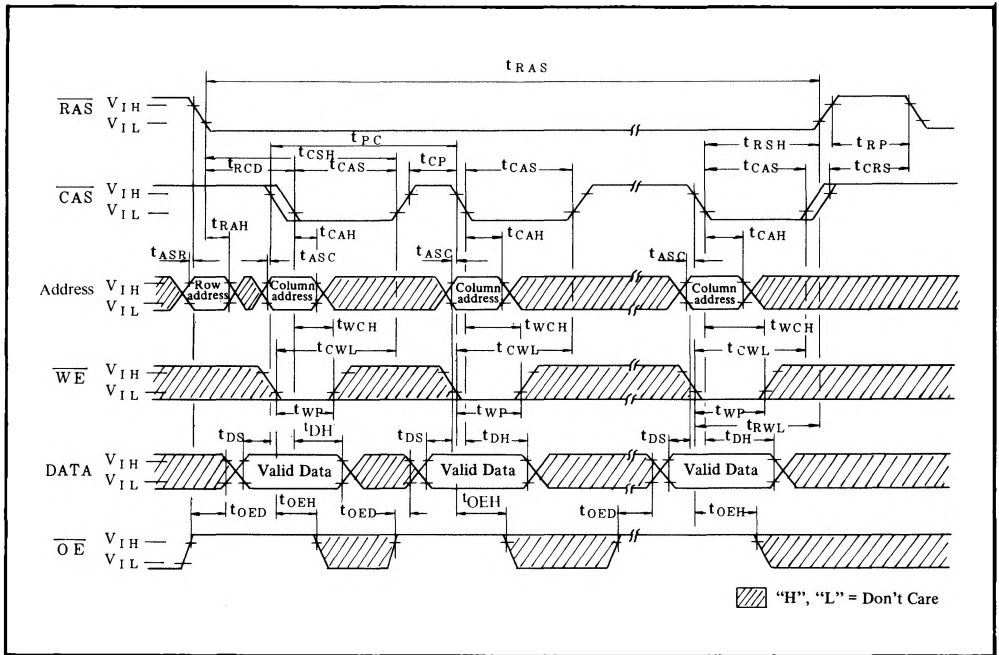 tRAS
RAS VIH
VIL
tPC
tCSH
tRSH
tRP
tRCD tCAS tCP tCAS tCAS tCRS
CAS VIH
VIL
tRAH tCAH tCAH tCAH
tASR tASC tASC tASC
Address VIH
VIL
Row address
Column address
Column address
Column address
tWCH tWCH tWCH
tCWL tCWL tCWL
WE VIH
VIL
tWP tWP tWP
tRWL
tDS tDH tDS tDH tDS tDH
DATA VIH
VIL
Valid Data Valid Data Valid Data
tOED tOEH tOED tOEH tOED tOEH
OE VIH
VIL
"H", "L" = Don't Care